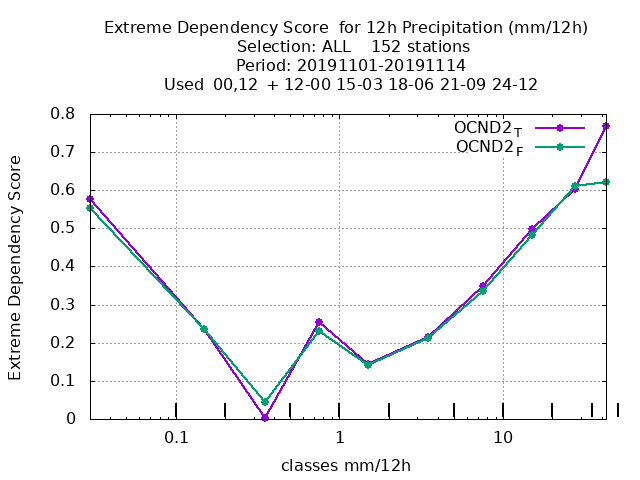 Extreme Dependency Score  for 12h Precipitation (mm/12h)
Selection: ALL    152 stations
Period: 20191101-20191114
Used  00,12  + 12-00 15-03 18-06 21-09 24-12
OCND2T
OCND2F
Extreme Dependency Score
0.8
0.7
0.6
0.5
0.4
0.3
0.2
0.1
0
0.1 1 10
classes mm/12h